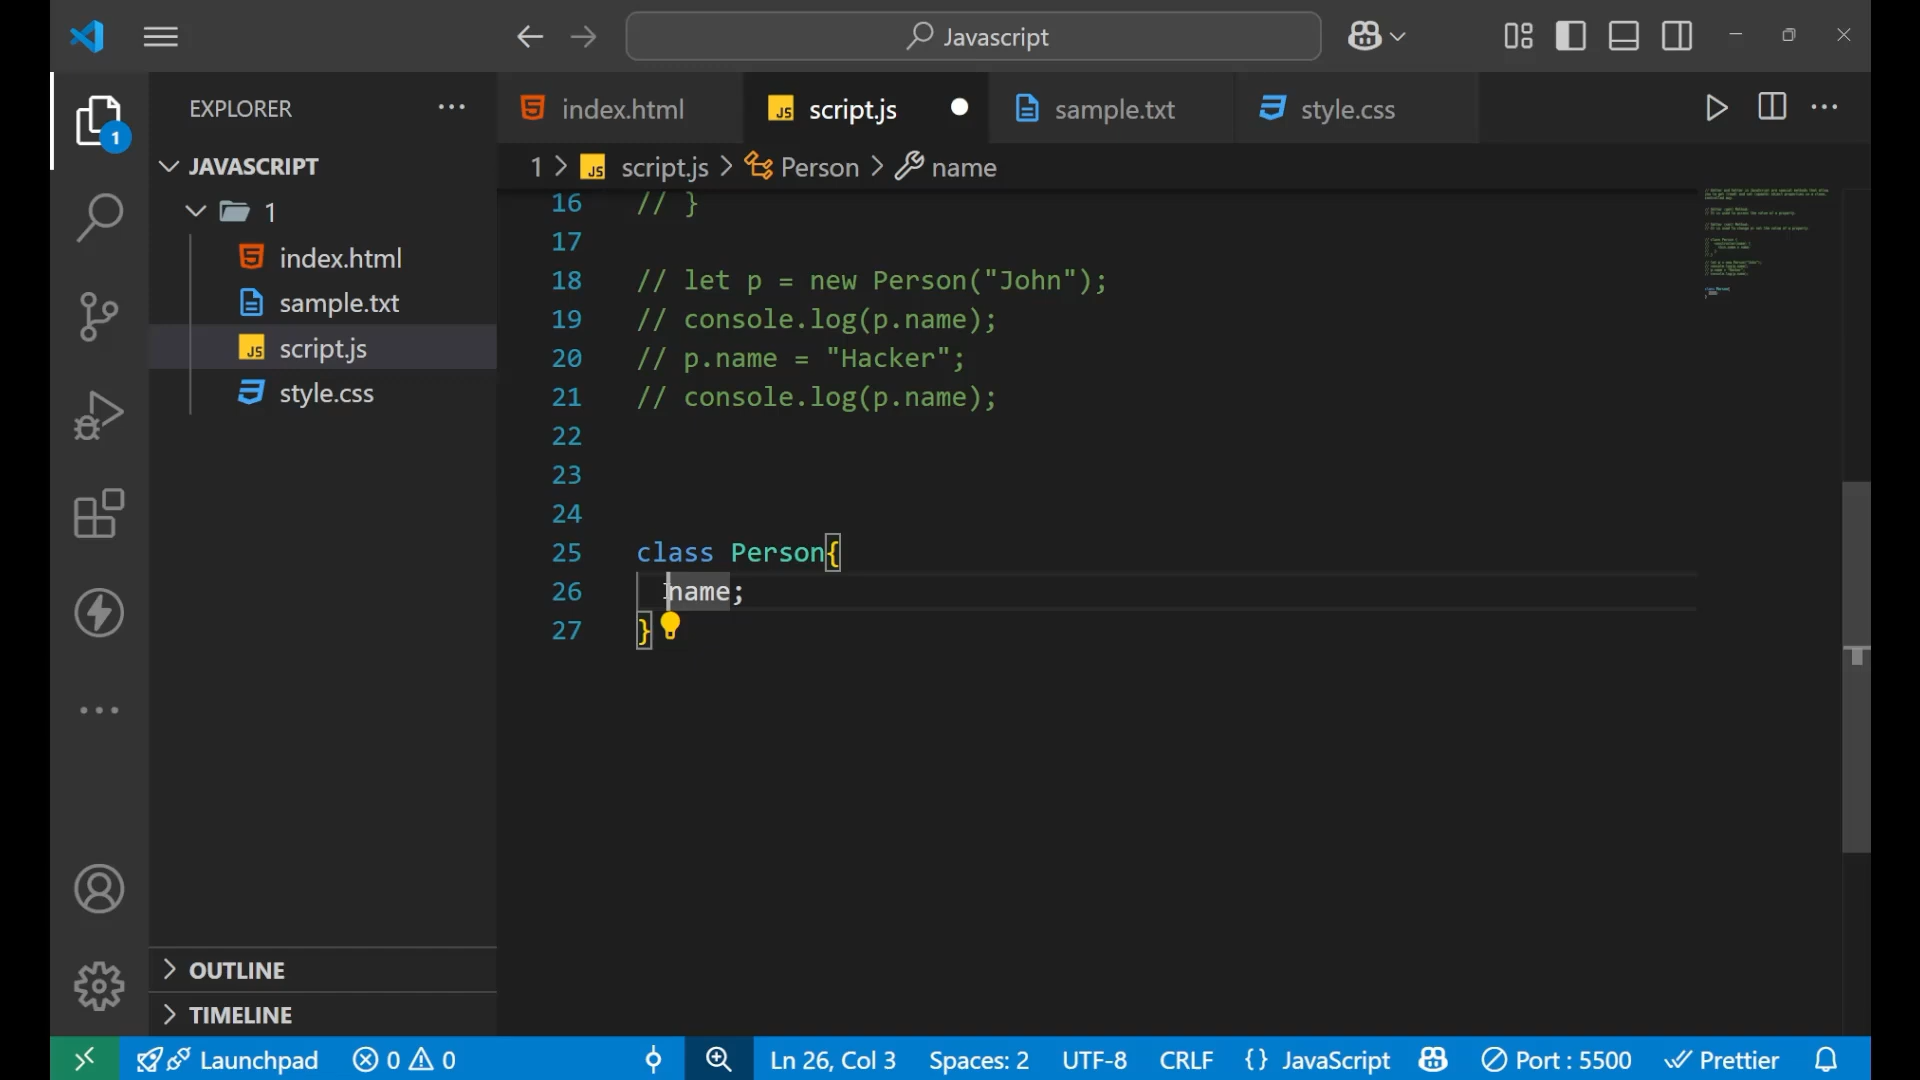 Javascript
EXPLORER
index.html
script.js
sample.txt
style.css
1
JAVASCRIPT
1 > script.js > Person > name
1
index.html
sample.txt
script.js
style.css
16 // }
17
18 // let p = new Person("John");
19 // console.log(p.name);
20 // p.name = "Hacker";
21 // console.log(p.name);
22
23
24
25 class Person{
26 name;
27 }
OUTLINE
TIMELINE
Launchpad 0 0 Ln 26, Col 3 Spaces: 2 UTF-8 CRLF {} JavaScript Port : 5500 Prettier